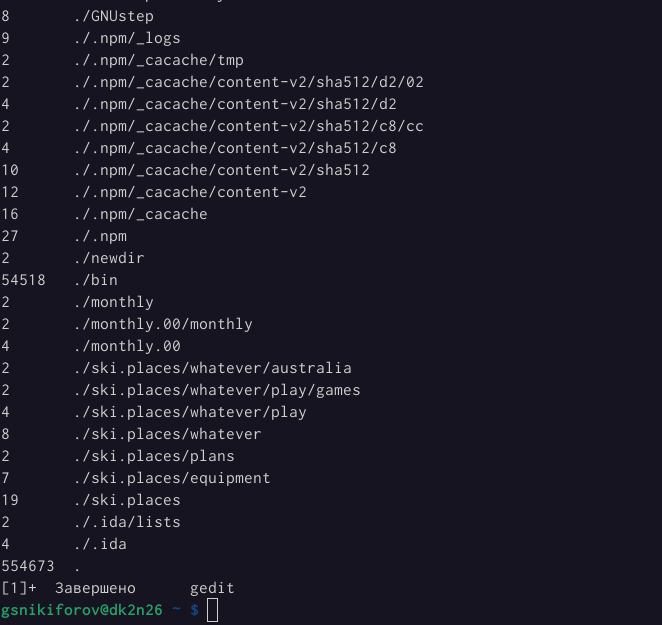 8       ./GNUstep
9       ./.npm/_logs
2       ./.npm/_cacache/tmp
2       ./.npm/_cacache/content-v2/sha512/d2/02
4       ./.npm/_cacache/content-v2/sha512/d2
2       ./.npm/_cacache/content-v2/sha512/c8/cc
4       ./.npm/_cacache/content-v2/sha512/c8
10      ./.npm/_cacache/content-v2/sha512
12      ./.npm/_cacache/content-v2
16      ./.npm/_cacache
27      ./.npm
2       ./newdir
54518   ./bin
2       ./monthly
2       ./monthly.00/monthly
4       ./monthly.00
2       ./ski.places/whatever/australia
2       ./ski.places/whatever/play/games
4       ./ski.places/whatever/play
8       ./ski.places/whatever
2       ./ski.places/plans
7       ./ski.places/equipment
19      ./ski.places
2       ./.ida/lists
4       ./.ida
554673  .
[1]+  Завершено      gedit
gsnikiforov@dk2n26 ~ $